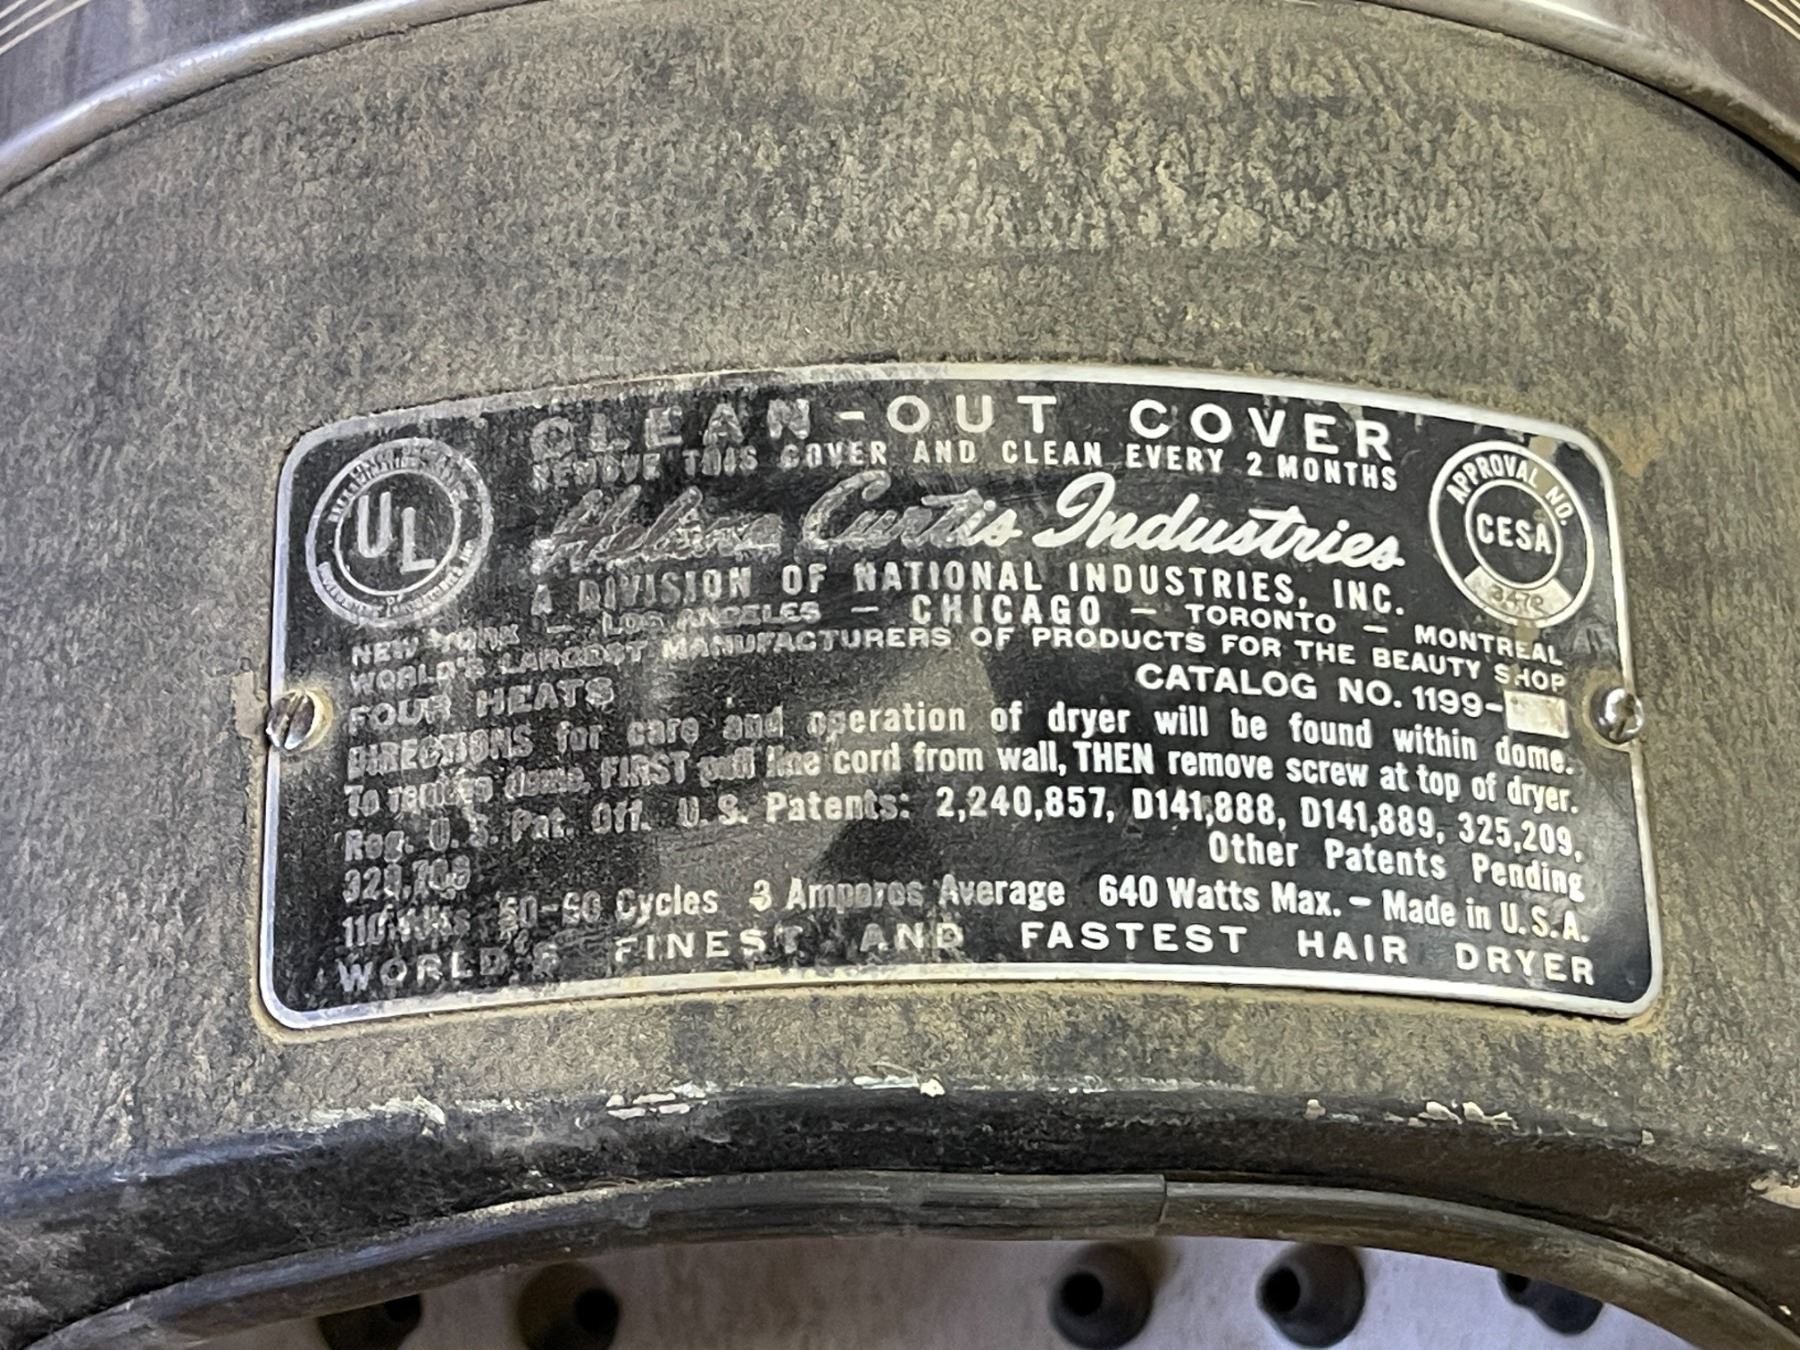 CLEAN-OUT COVER
REMOVE THIS COVER AND CLEAN EVERY 2 MONTHS
UL
APPROVAL NO.
CESA
3472
Helene Curtis Industries
A DIVISION OF NATIONAL INDUSTRIES, INC.
NEW YORK - LOS ANGELES - CHICAGO - TORONTO - MONTREAL
WORLD'S LARGEST MANUFACTURERS OF PRODUCTS FOR THE BEAUTY SHOP
FOUR HEATS CATALOG NO. 1199-
DIRECTIONS for care and operation of dryer will be found within dome.
To remove dome, FIRST pull line cord from wall, THEN remove screw at top of dryer.
Reg. U.S. Pat. Off. U.S. Patents: 2,240,857, D141,888, D141,889, 325,209,
Other Patents Pending
110 Volts 50-60 Cycles 3 Amperes Average 640 Watts Max. - Made in U.S.A.
WORLD'S FINEST AND FASTEST HAIR DRYER